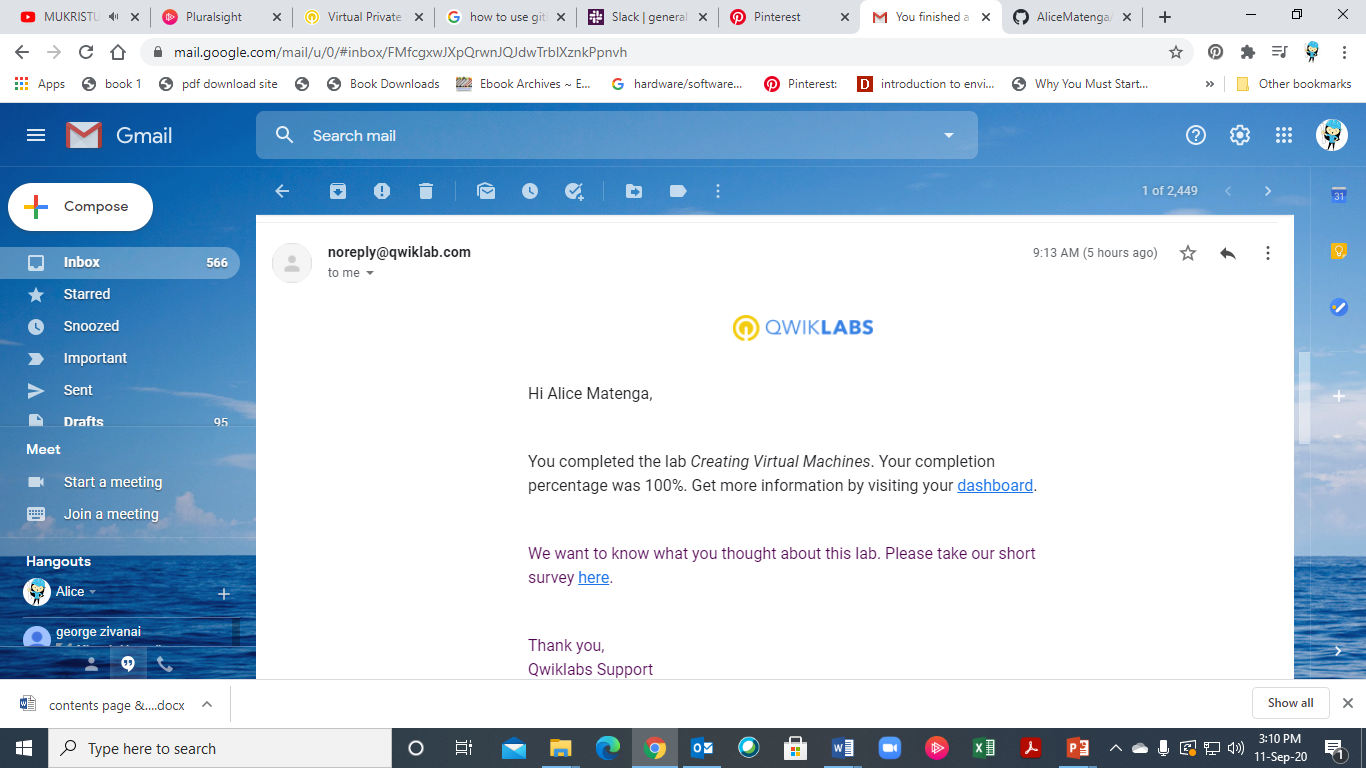 MUKRISTU
Pluralsight
Virtual Private
how to use git
Slack | general
Pinterest
You finished a
AliceMatenga/
mail.google.com/mail/u/0/#inbox/FMfcgxwJXpQrwnJQJdwTrblXznkPpnvh
Apps
book 1
pdf download site
Book Downloads
Ebook Archives ~ E...
hardware/software...
Pinterest:
introduction to envi...
Why You Must Start...
»
Other bookmarks
Gmail
Search mail
Compose
1 of 2,449
31
Inbox 566
Starred
Snoozed
Important
Sent
Drafts 95
Meet
Start a meeting
Join a meeting
Hangouts
Alice
george zivanai
noreply@qwiklab.com
9:13 AM (5 hours ago)
to me
QWIKLABS
Hi Alice Matenga,
You completed the lab Creating Virtual Machines. Your completion
percentage was 100%. Get more information by visiting your dashboard.
We want to know what you thought about this lab. Please take our short
survey here.
Thank you,
Qwiklabs Support
contents page &....docx
Show all
Type here to search
3:10 PM
11-Sep-20
1